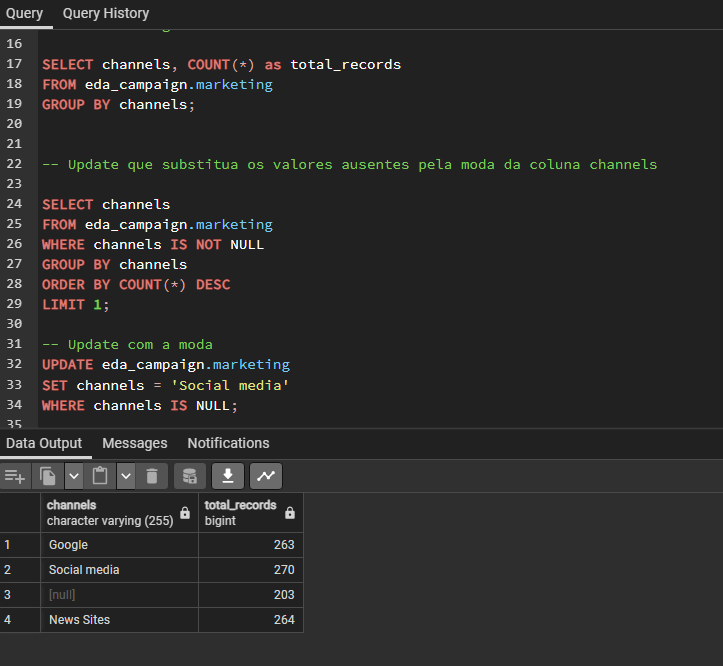 Query Query History
16
17 SELECT channels, COUNT(*) as total_records
18 FROM eda_campaign.marketing
19 GROUP BY channels;
20
21
22 -- Update que substitua os valores ausentes pela moda da coluna channels
23
24 SELECT channels
25 FROM eda_campaign.marketing
26 WHERE channels IS NOT NULL
27 GROUP BY channels
28 ORDER BY COUNT(*) DESC
29 LIMIT 1;
30
31 -- Update com a moda
32 UPDATE eda_campaign.marketing
33 SET channels = 'Social media'
34 WHERE channels IS NULL;
35
Data Output Messages Notifications
channels total_records
character varying (255) bigint
1 Google 263
2 Social media 270
3 [null] 203
4 News Sites 264